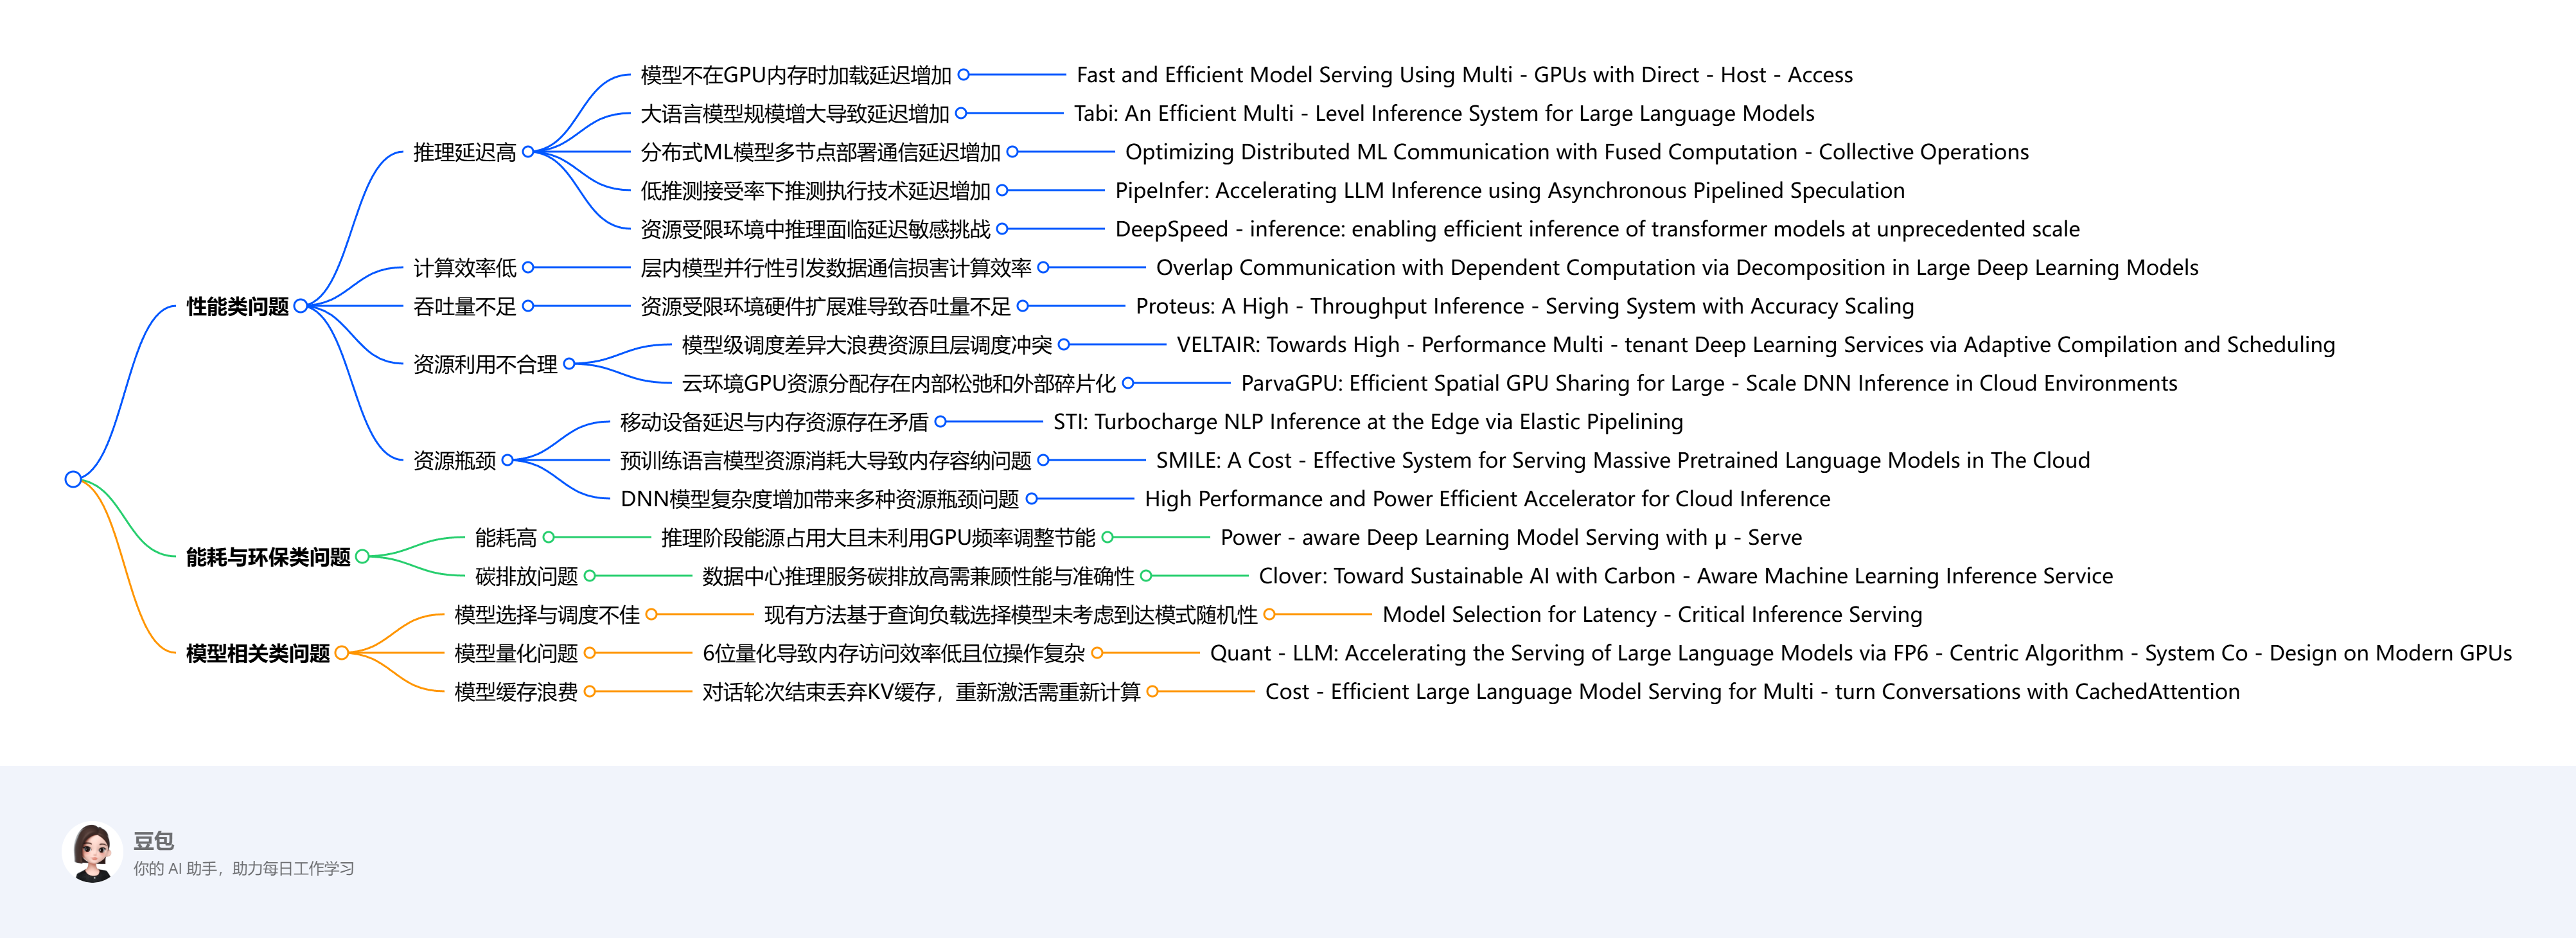 模型不在GPU内存时加载延迟增加 Fast and Efficient Model Serving Using Multi - GPUs with Direct - Host - Access
大语言模型规模增大导致延迟增加 Tabi: An Efficient Multi - Level Inference System for Large Language Models
推理延迟高 分布式ML模型多节点部署通信延迟增加 Optimizing Distributed ML Communication with Fused Computation - Collective Operations
低推测接受率下推测执行技术延迟增加 PipeInfer: Accelerating LLM Inference using Asynchronous Pipelined Speculation
资源受限环境中推理面临延迟敏感挑战 DeepSpeed - inference: enabling efficient inference of transformer models at unprecedented scale
计算效率低 层内模型并行性引发数据通信损害计算效率 Overlap Communication with Dependent Computation via Decomposition in Large Deep Learning Models
性能类问题 吞吐量不足 资源受限环境硬件扩展难导致吞吐量不足 Proteus: A High - Throughput Inference - Serving System with Accuracy Scaling
模型级调度差异大浪费资源且层调度冲突 VELTAIR: Towards High - Performance Multi - tenant Deep Learning Services via Adaptive Compilation and Scheduling
资源利用不合理
云环境GPU资源分配存在内部松弛和外部碎片化 ParvaGPU: Efficient Spatial GPU Sharing for Large - Scale DNN Inference in Cloud Environments
移动设备延迟与内存资源存在矛盾 STI: Turbocharge NLP Inference at the Edge via Elastic Pipelining
资源瓶颈 预训练语言模型资源消耗大导致内存容纳问题 SMILE: A Cost - Effective System for Serving Massive Pretrained Language Models in The Cloud
DNN模型复杂度增加带来多种资源瓶颈问题 High Performance and Power Efficient Accelerator for Cloud Inference
能耗高 推理阶段能源占用大且未利用GPU频率调整节能 Power - aware Deep Learning Model Serving with μ - Serve
能耗与环保类问题
碳排放问题 数据中心推理服务碳排放高需兼顾性能与准确性 Clover: Toward Sustainable AI with Carbon - Aware Machine Learning Inference Service
模型选择与调度不佳 现有方法基于查询负载选择模型未考虑到达模式随机性 Model Selection for Latency - Critical Inference Serving
模型相关类问题 模型量化问题 6位量化导致内存访问效率低且位操作复杂 Quant - LLM: Accelerating the Serving of Large Language Models via FP6 - Centric Algorithm - System Co - Design on Modern GPUs
模型缓存浪费 对话轮次结束丢弃KV缓存，重新激活需重新计算 Cost - Efficient Large Language Model Serving for Multi - turn Conversations with CachedAttention
豆包
你的 AI 助手，助力每日工作学习